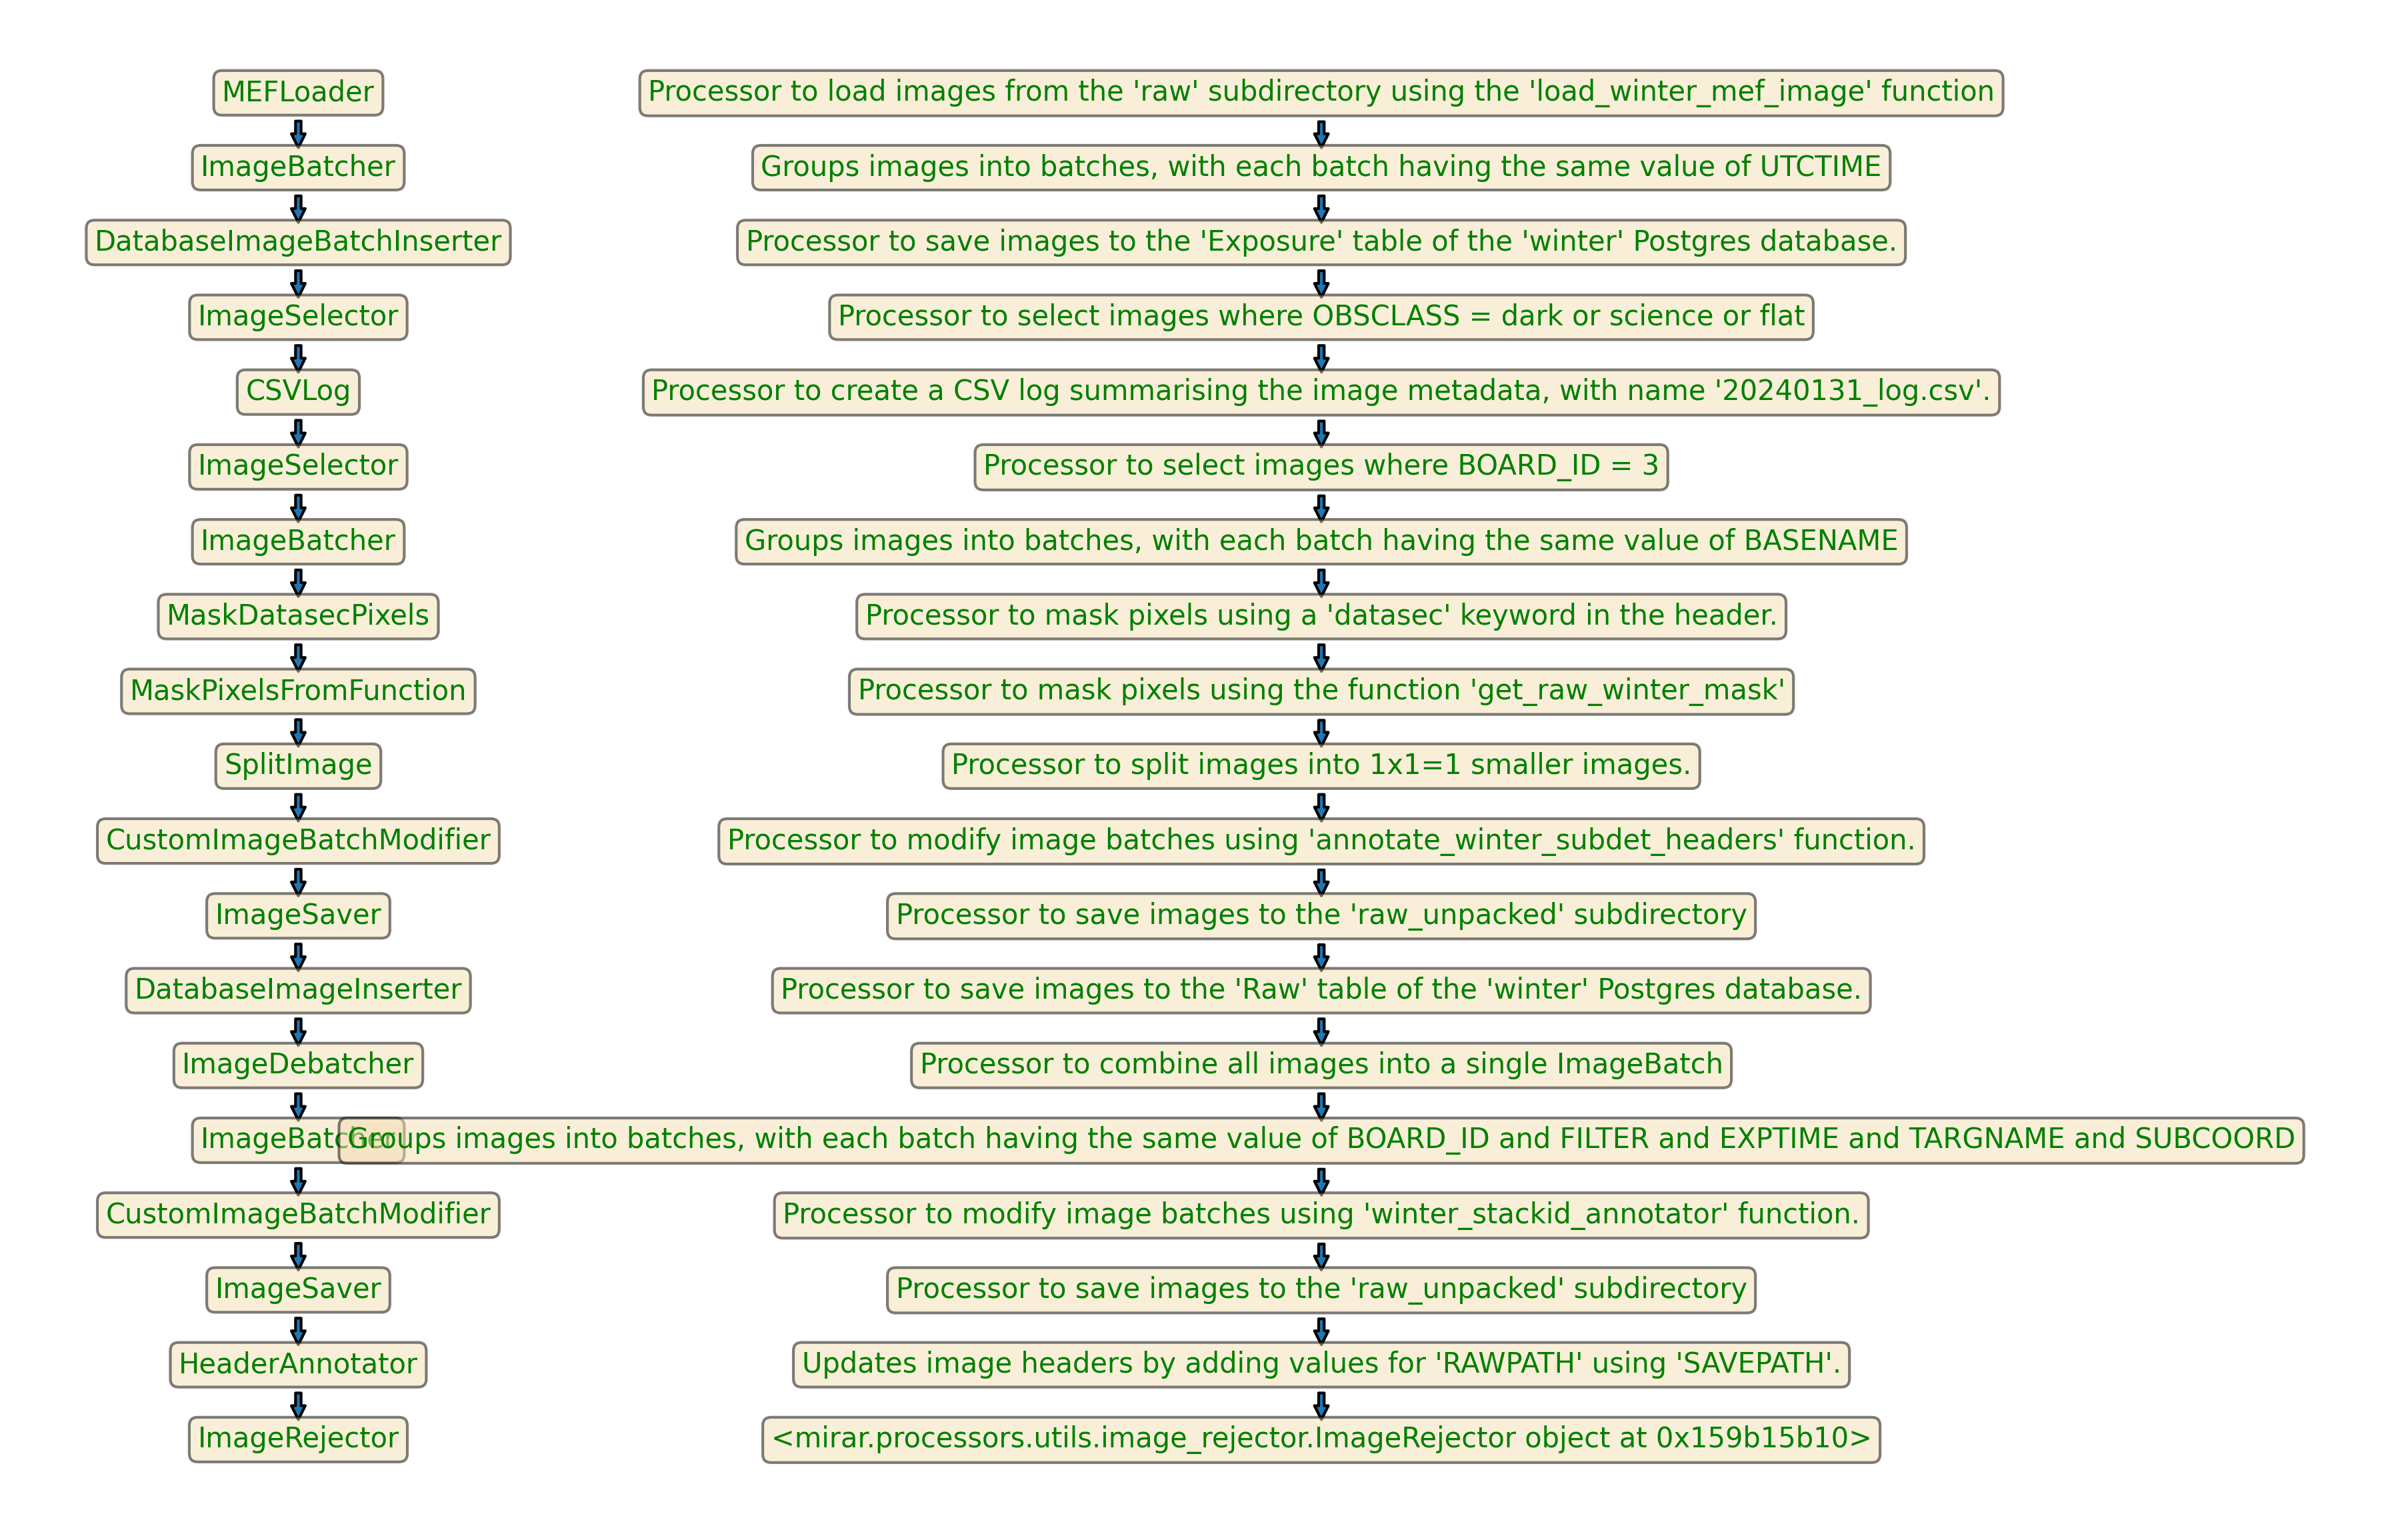 MEFLoader
Processor to load images from the 'raw' subdirectory using the 'load_winter_mef_image' function
ImageBatcher
Groups images into batches, with each batch having the same value of UTCTIME
DatabaseImageBatchInserter
Processor to save images to the 'Exposure' table of the 'winter' Postgres database.
ImageSelector
Processor to select images where OBSCLASS = dark or science or flat
CSVLog
Processor to create a CSV log summarising the image metadata, with name '20240131_log.csv'.
ImageSelector
Processor to select images where BOARD_ID = 3
ImageBatcher
Groups images into batches, with each batch having the same value of BASENAME
MaskDatasecPixels
Processor to mask pixels using a 'datasec' keyword in the header.
MaskPixelsFromFunction
Processor to mask pixels using the function 'get_raw_winter_mask'
SplitImage
Processor to split images into 1x1=1 smaller images.
CustomImageBatchModifier
Processor to modify image batches using 'annotate_winter_subdet_headers' function.
ImageSaver
Processor to save images to the 'raw_unpacked' subdirectory
DatabaseImageInserter
Processor to save images to the 'Raw' table of the 'winter' Postgres database.
ImageDebatcher
Processor to combine all images into a single ImageBatch
ImageBatcher
Groups images into batches, with each batch having the same value of BOARD_ID and FILTER and EXPTIME and TARGNAME and SUBCOORD
CustomImageBatchModifier
Processor to modify image batches using 'winter_stackid_annotator' function.
ImageSaver
Processor to save images to the 'raw_unpacked' subdirectory
HeaderAnnotator
Updates image headers by adding values for 'RAWPATH' using 'SAVEPATH'.
ImageRejector
<mirar.processors.utils.image_rejector.ImageRejector object at 0x159b15b10>